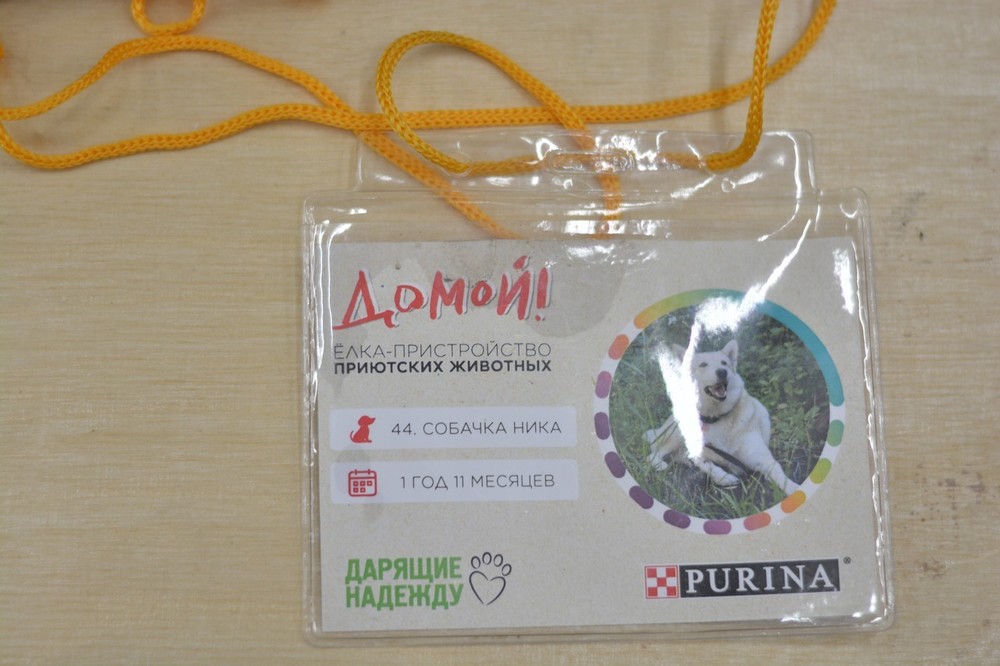 Домой!
ЁЛКА-ПРИСТРОЙСТВО
ПРИЮТСКИХ ЖИВОТНЫХ
44. СОБАЧКА НИКА
1 ГОД 11 МЕСЯЦЕВ
ДАРЯЩИЕ
НАДЕЖДУ
PURINA®